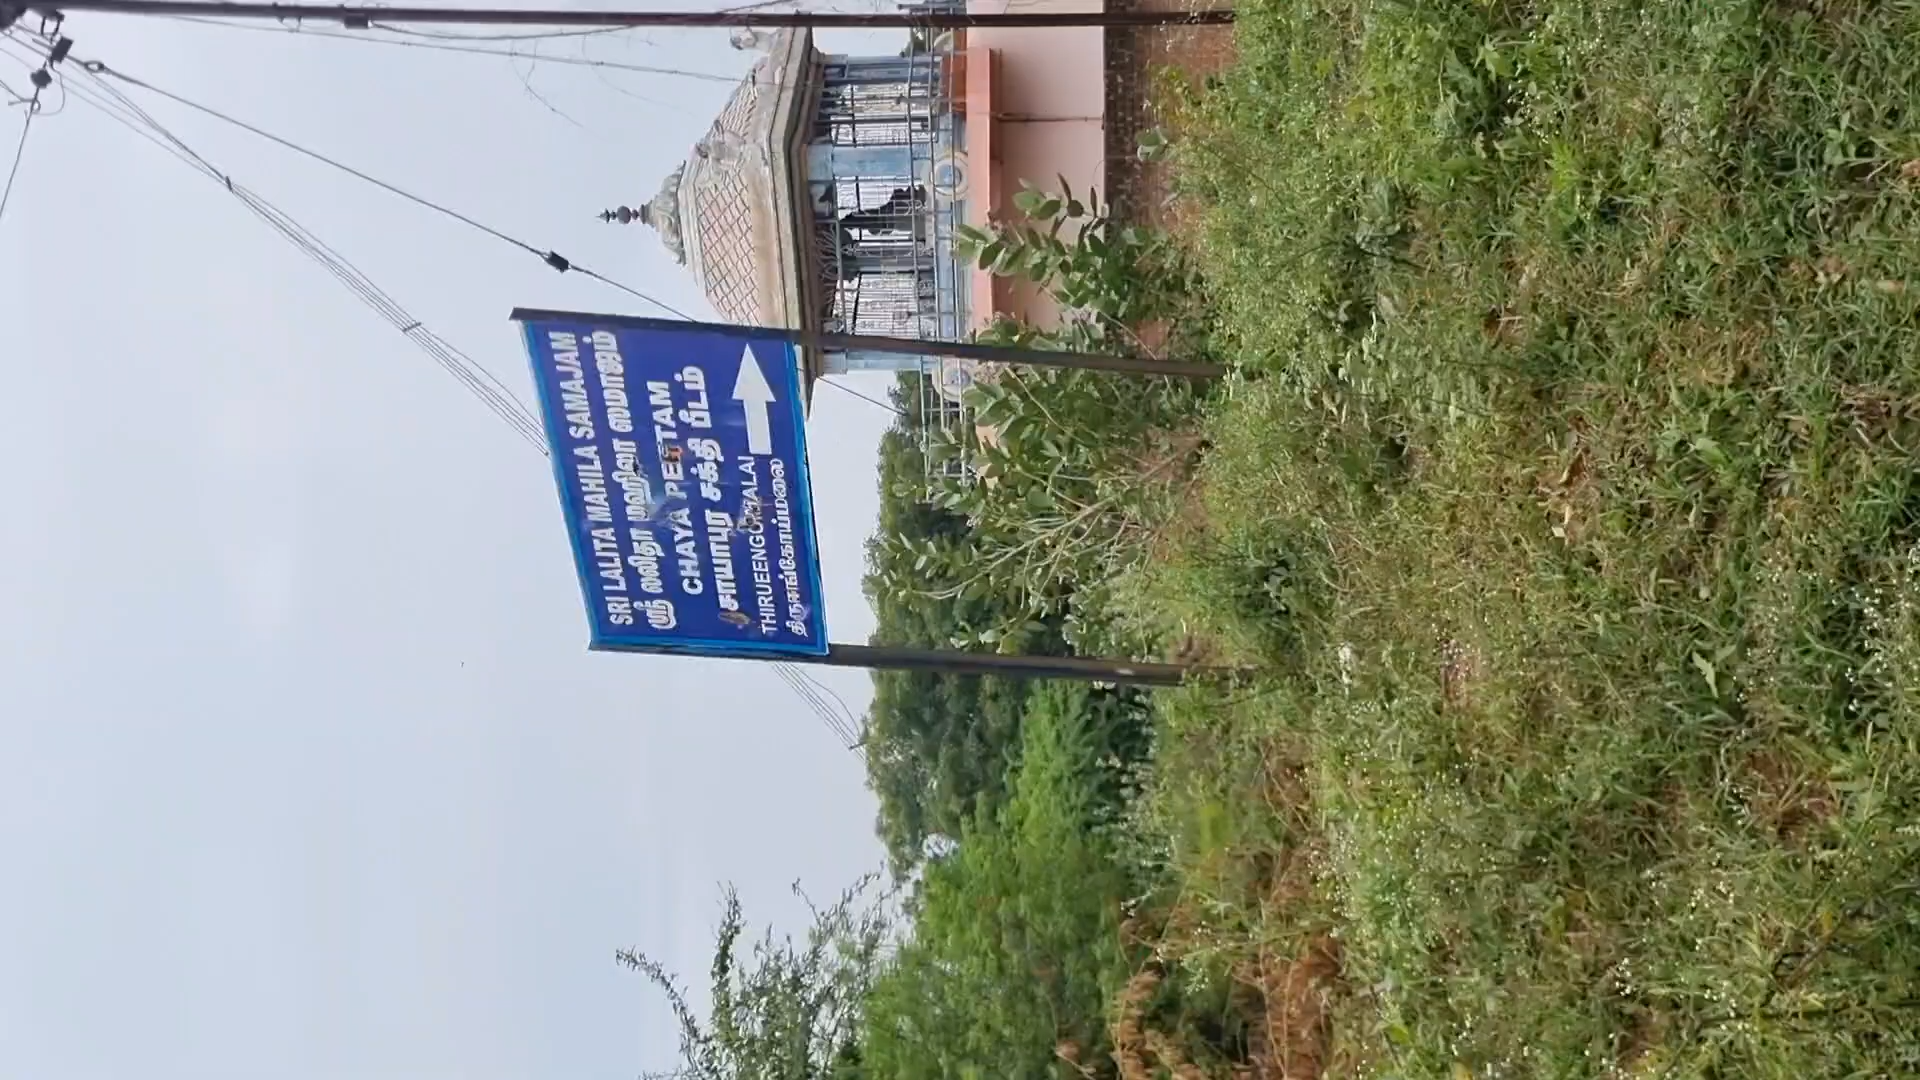 SRI LALITA MAHILA SAMAJAM
ஸ்ரீ லலிதா மஹிலா ஸமாஜம்
CHAYA PEETAM
சாயாபுர சக்தி பீடம்
THIRUEENGOIMALAI
திருஈங்கோய்மலை